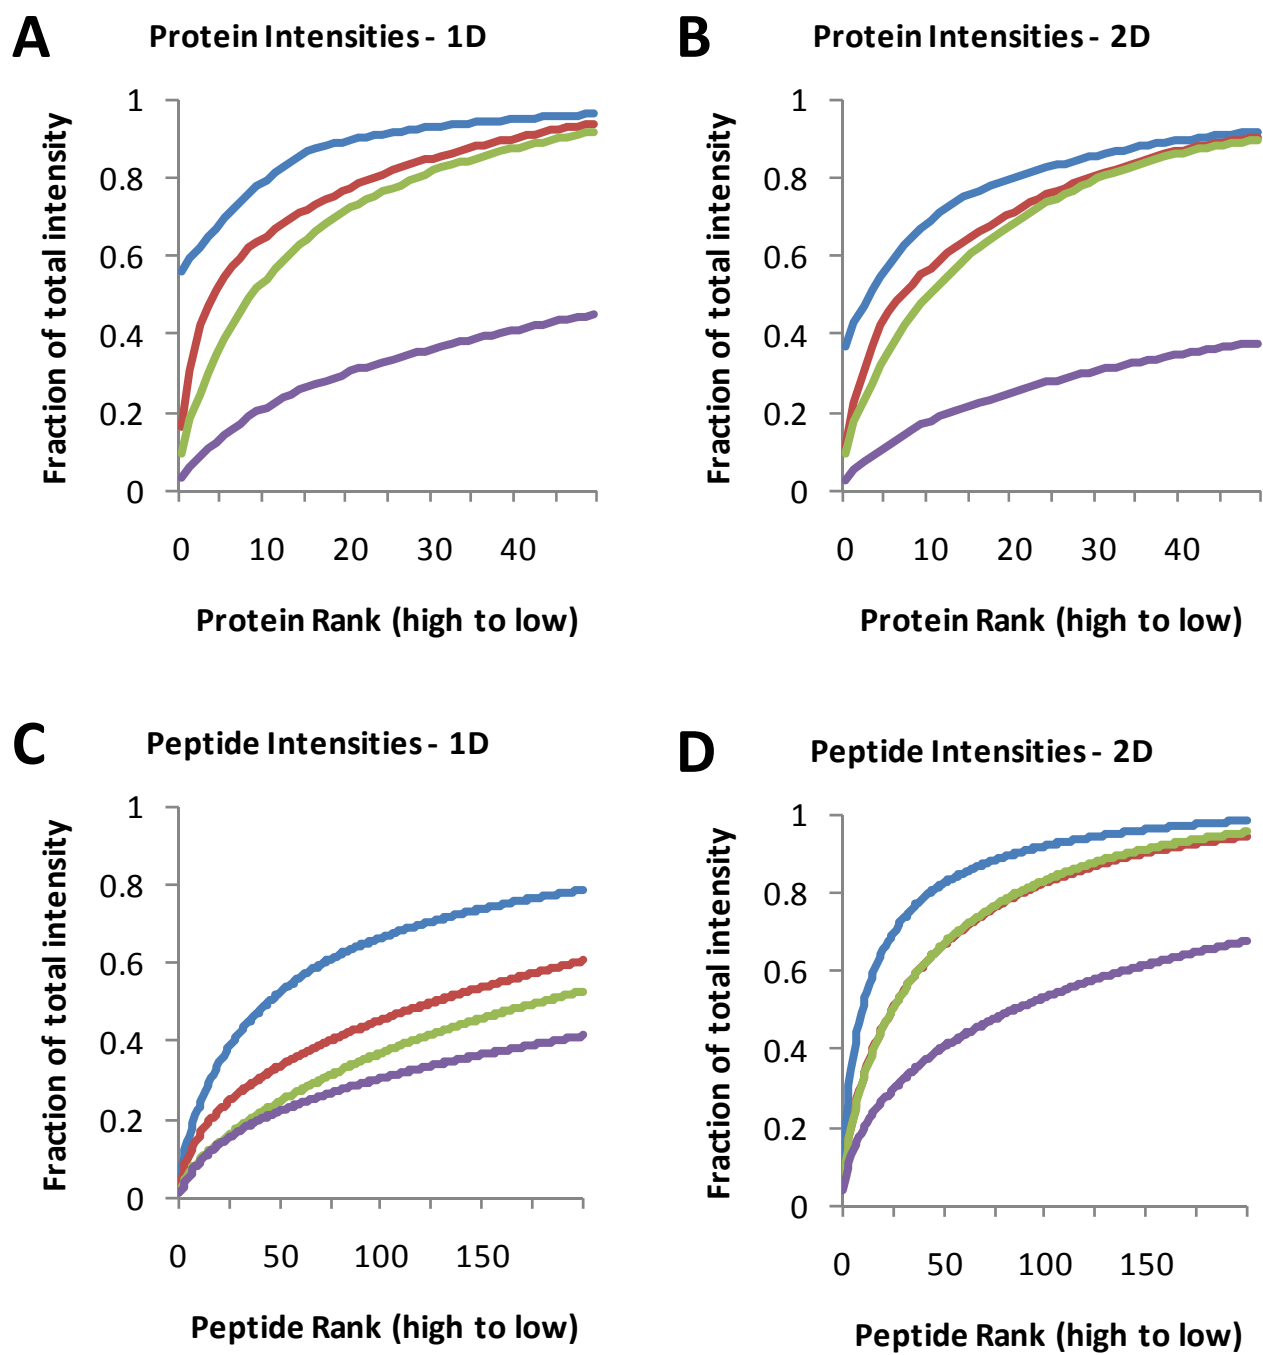 A
Protein Intensities - 1D
Fraction of total intensity
1
0.8
0.6
0.4
0.2
0
0 10 20 30 40
Protein Rank (high to low)
B
Protein Intensities - 2D
Fraction of total intensity
1
0.8
0.6
0.4
0.2
0
0 10 20 30 40
Protein Rank (high to low)
C
Peptide Intensities - 1D
Fraction of total intensity
1
0.8
0.6
0.4
0.2
0
0 50 100 150
Peptide Rank (high to low)
D
Peptide Intensities - 2D
Fraction of total intensity
1
0.8
0.6
0.4
0.2
0
0 50 100 150
Peptide Rank (high to low)